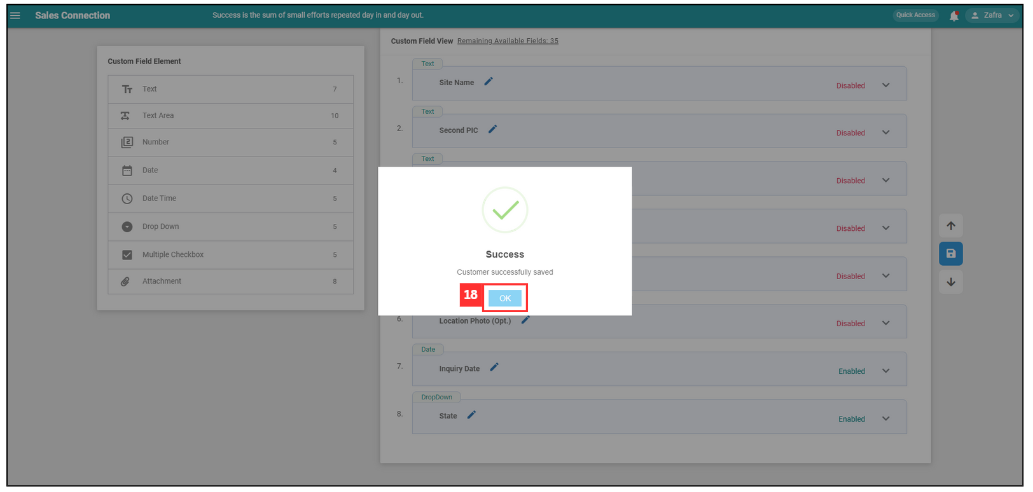 Sales Connection
Success is the sum of small efforts repeated day in and day out.
Quick Access
Zafra
Custom Field Element
Text 7
Text Area 10
Number 8
Date 4
Date Time 5
Drop Down 5
Multiple Checkbox 5
Attachment 8
Custom Field View Remaining Available Fields: 35
Text
1. Site Name Disabled
Text
2. Second PIC Disabled
Text
Disabled
Disabled
Disabled
Success
Customer successfully saved
18 OK
6. Location Photo (Opt.) Disabled
Date
7. Inquiry Date Enabled
DropDown
8. State Enabled